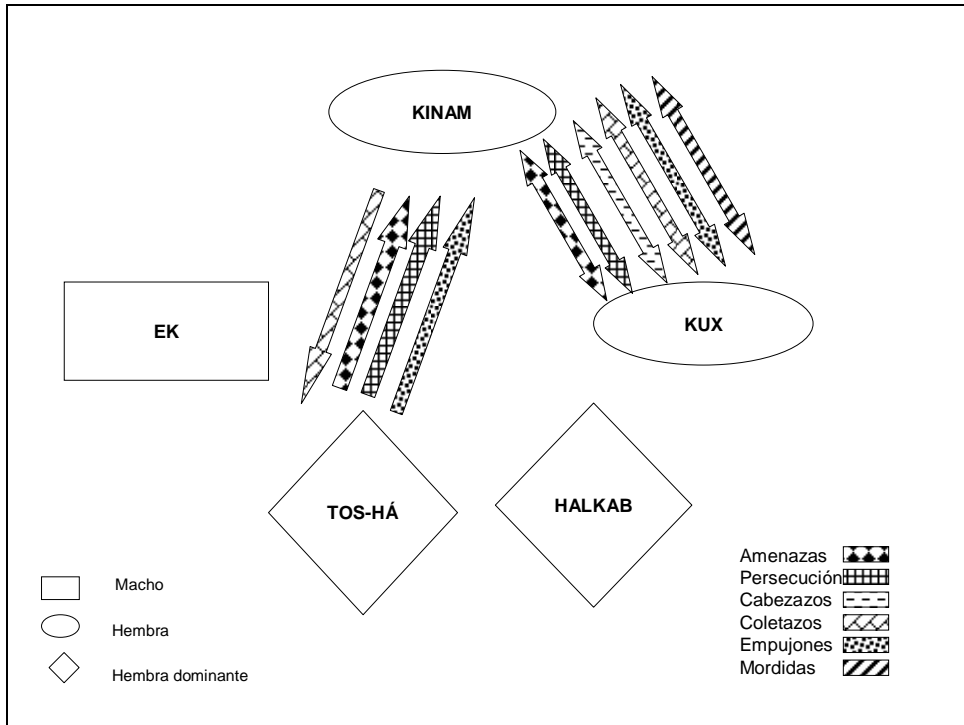 KINAM
EK
KUX
TOS-HÁ
HALKAB
Macho
Hembra
Hembra dominante
Amenazas
Persecución
Cabezazos
Coletazos
Empujones
Mordidas